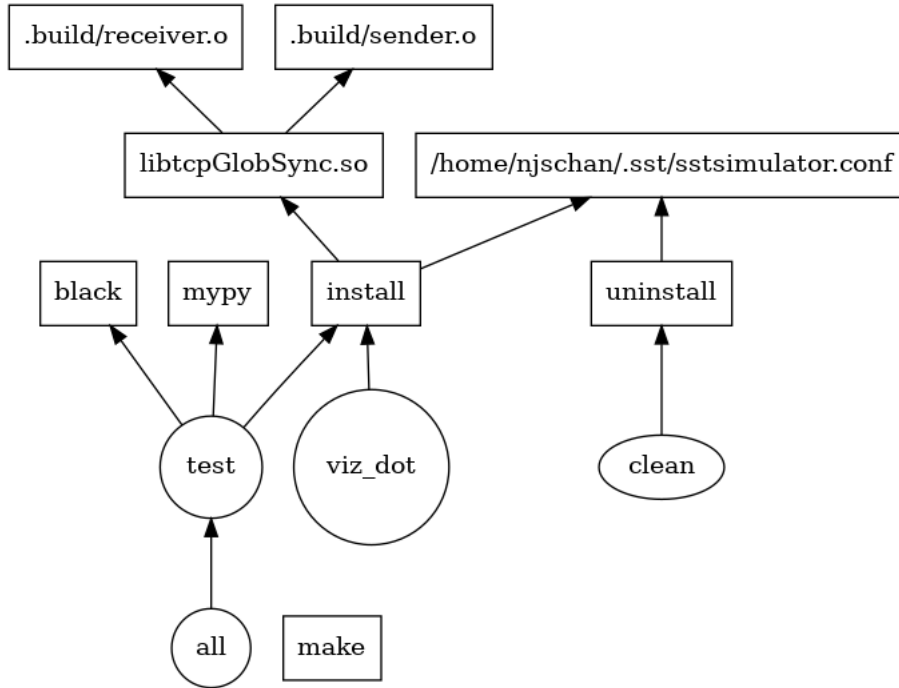 .build/receiver.o
.build/sender.o
libtcpGlobSync.so
/home/njschan/.sst/sstsimulator.conf
black
mypy
install
uninstall
test
viz_dot
clean
all
make